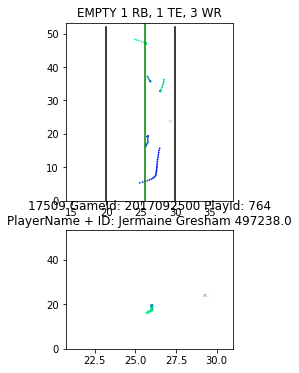 EMPTY 1 RB, 1 TE, 3 WR
50
40
30
20
10
0
15 20 25 30 35
17509 GameId: 2017092500 PlayId: 764
PlayerName + ID: Jermaine Gresham 497238.0
40
20
0
22.5 25.0 27.5 30.0